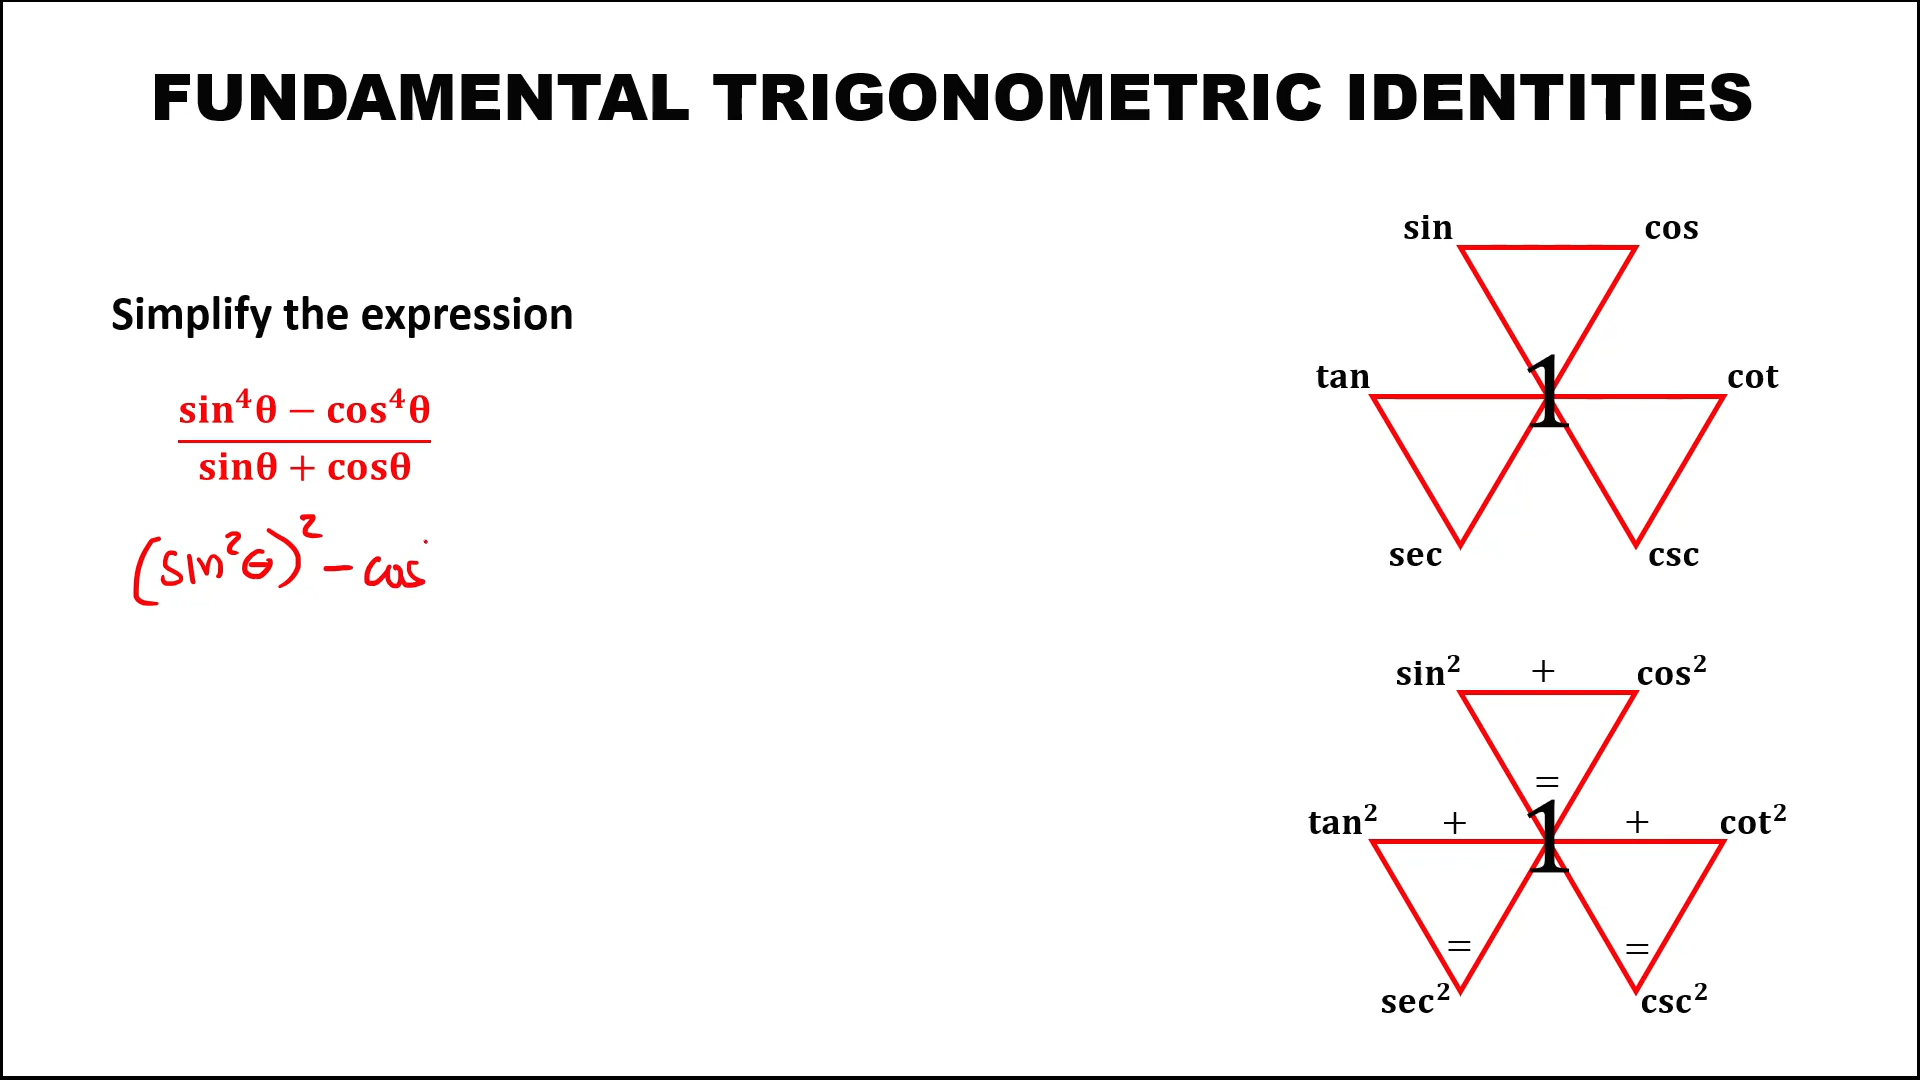 FUNDAMENTAL TRIGONOMETRIC IDENTITIES
Simplify the expression
sin⁴θ − cos⁴θ
sinθ + cosθ
(sin²θ)² − cos
sin cos
tan 1 cot
sec csc
sin² + cos²
=
tan² + 1 + cot²
= =
sec² csc²